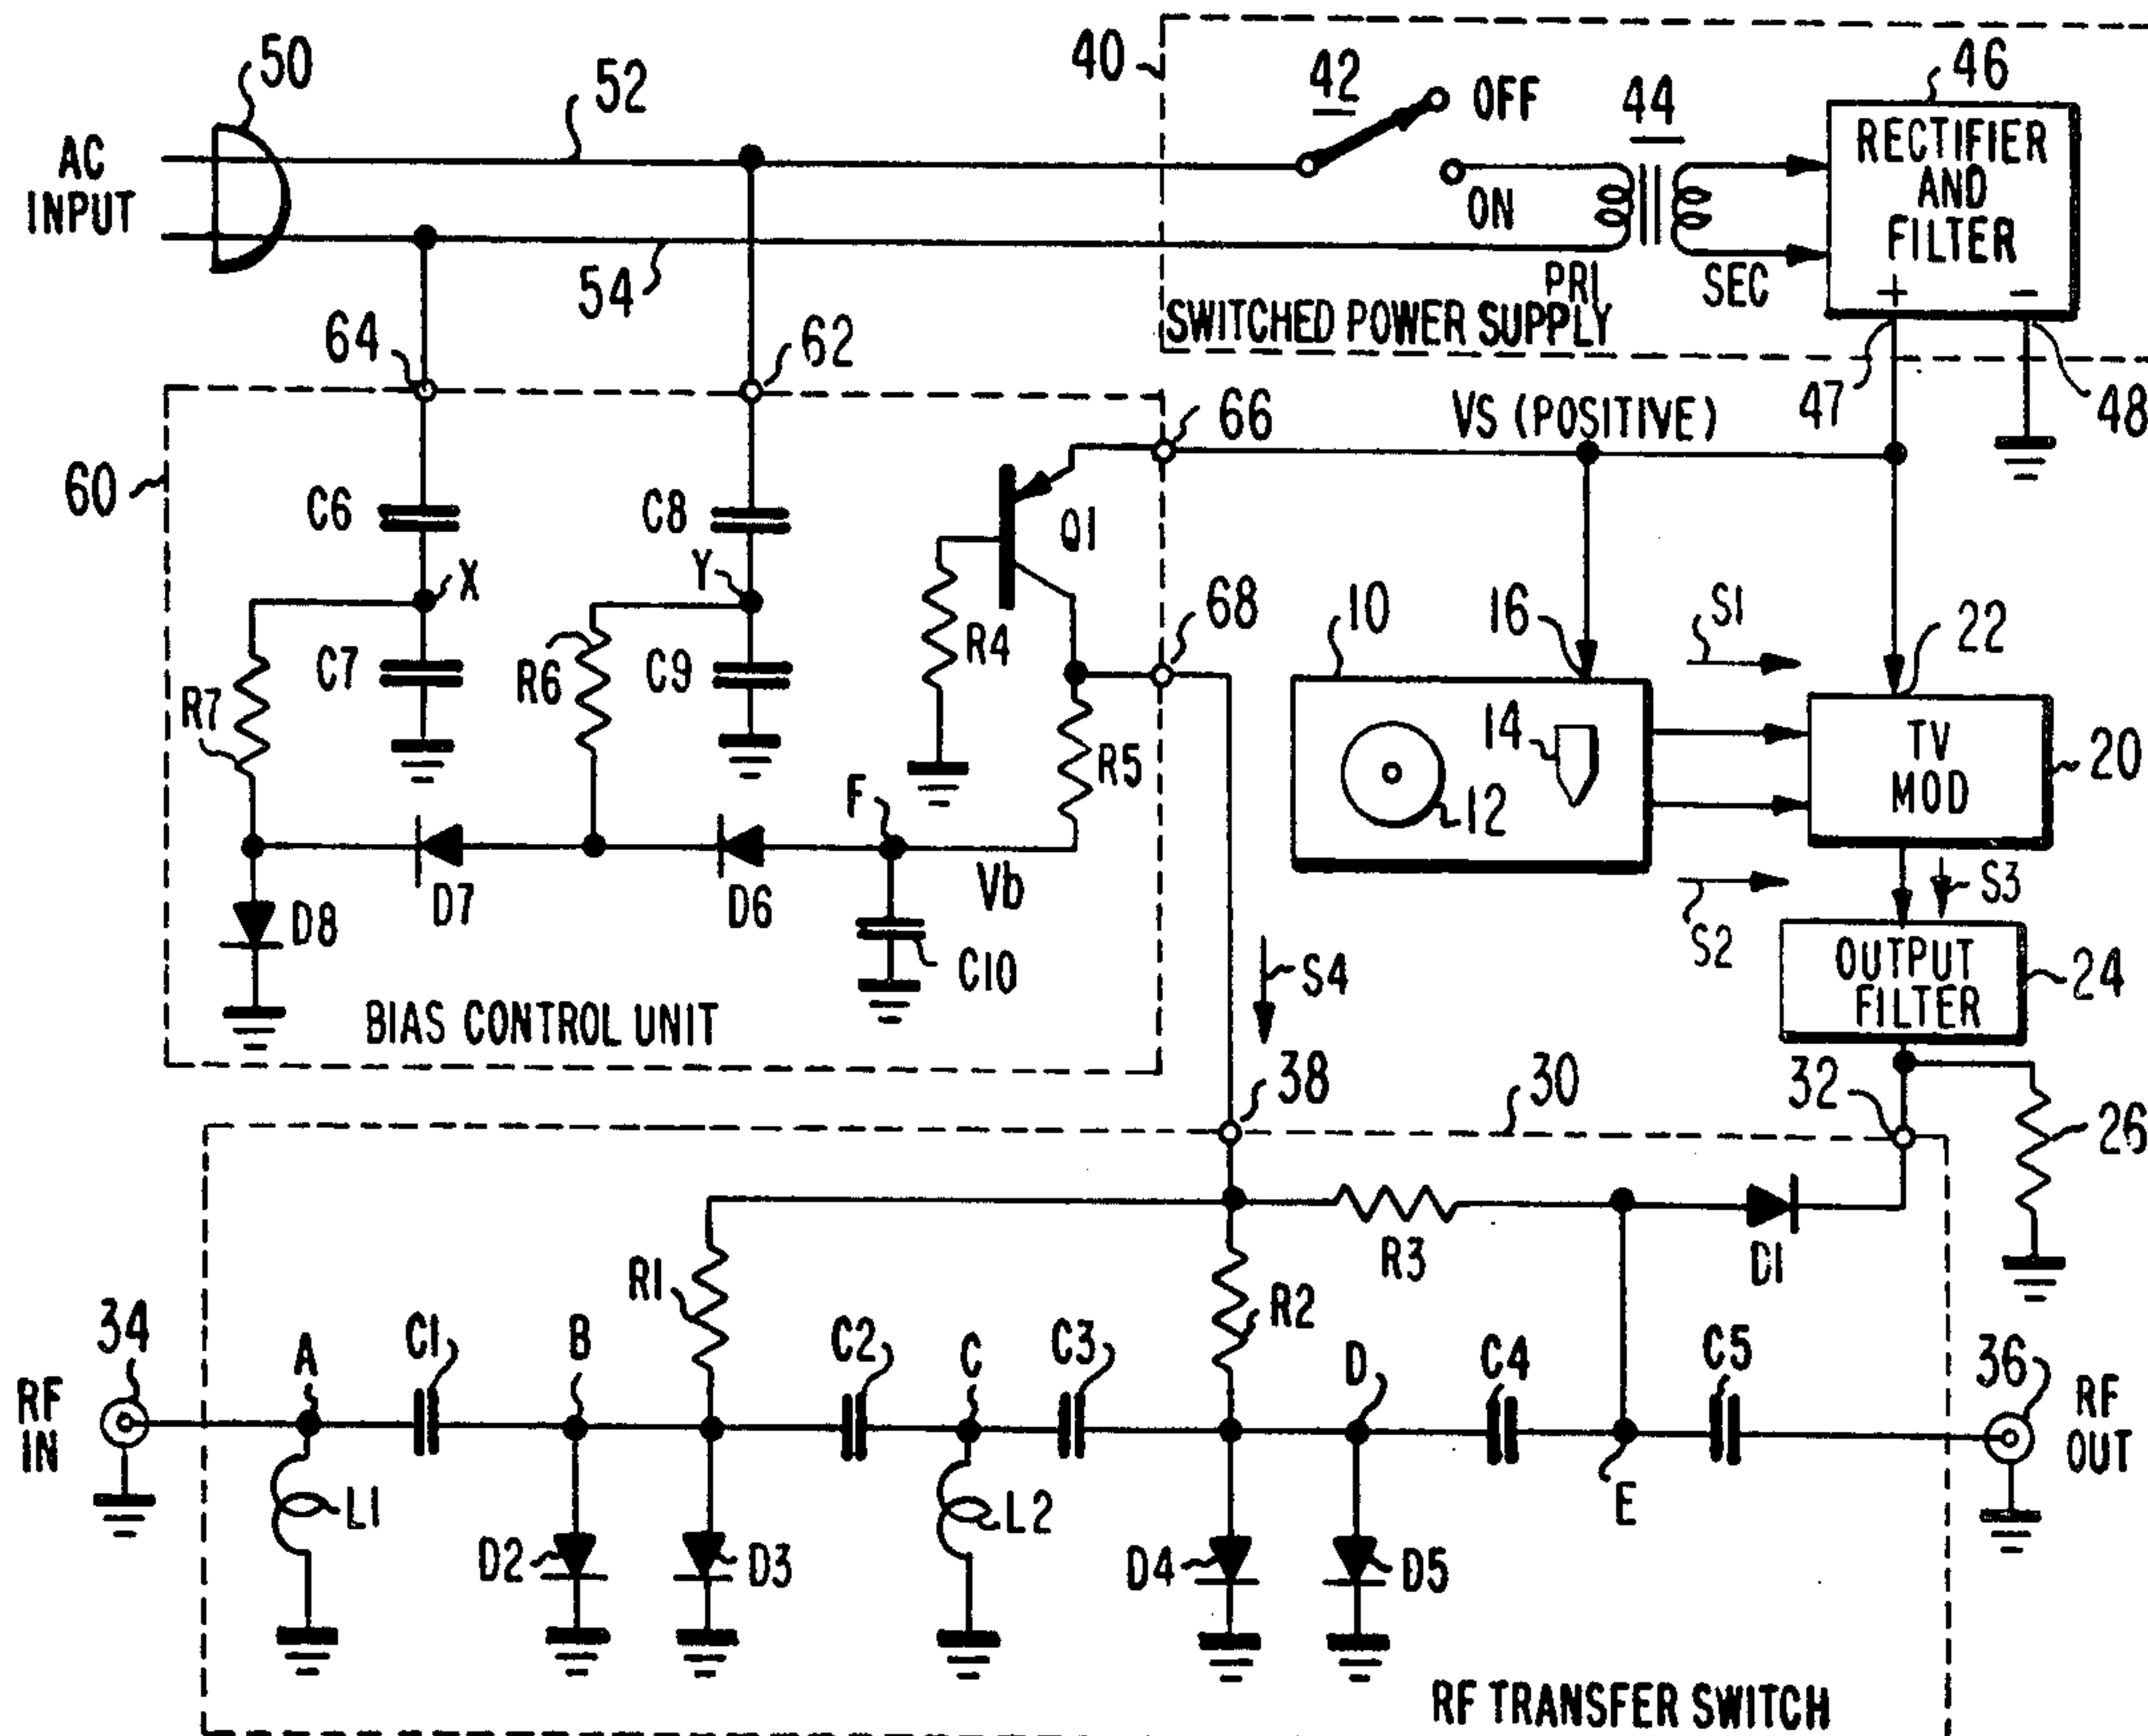 50
52
40
42
OFF
44
46
AC
INPUT
RECTIFIER
AND
FILTER
+ −
ON
54
PRI
SEC
SWITCHED POWER SUPPLY
64
62
47
48
66
VS (POSITIVE)
60
C6
C8
Q1
X
Y
68
10
16
S1
22
R7
C7
R6
C9
R4
14
TV
MOD
20
R5
12
F
D8
D7
D6
Vb
S3
S2
C10
S4
OUTPUT
FILTER
24
BIAS CONTROL UNIT
38
30
32
26
R1
R3
D1
R2
34
A
C1
B
C2
C
C3
D
C4
C5
36
RF
IN
RF
OUT
L1
L2
E
D2
D3
D4
D5
RF TRANSFER SWITCH